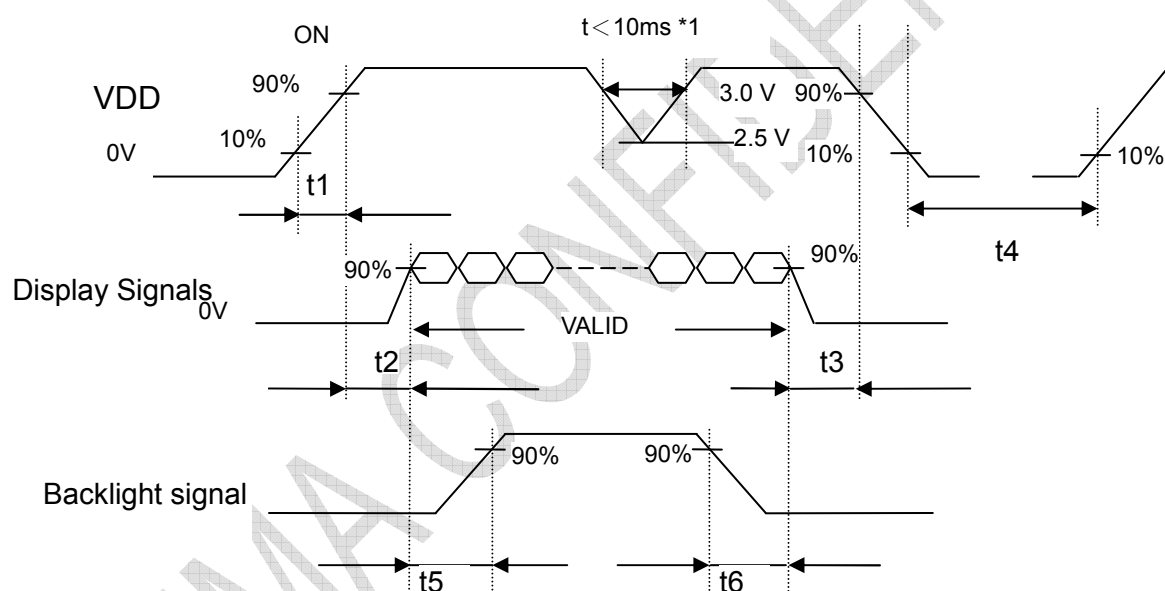 ON
t＜10ms *1
VDD
90%
3.0 V
90%
0V
10%
2.5 V
10%
10%
t1
t4
Display Signals
0V
90%
90%
VALID
t2
t3
Backlight signal
90%
90%
t5
t6